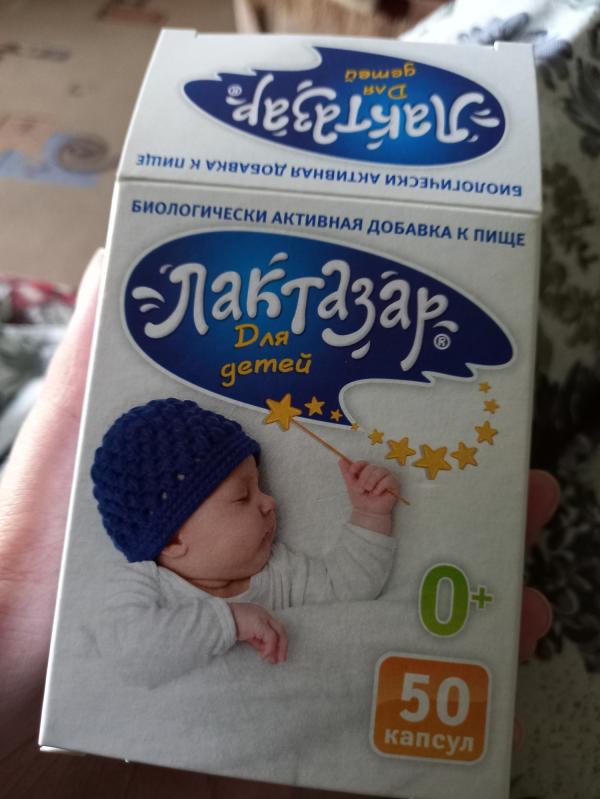 Лактазар®
Для
детей
БИОЛОГИЧЕСКИ АКТИВНАЯ ДОБАВКА К ПИЩЕ
БИОЛОГИЧЕСКИ АКТИВНАЯ ДОБАВКА К ПИЩЕ
Лактазар®
Для
детей
0+
50
капсул